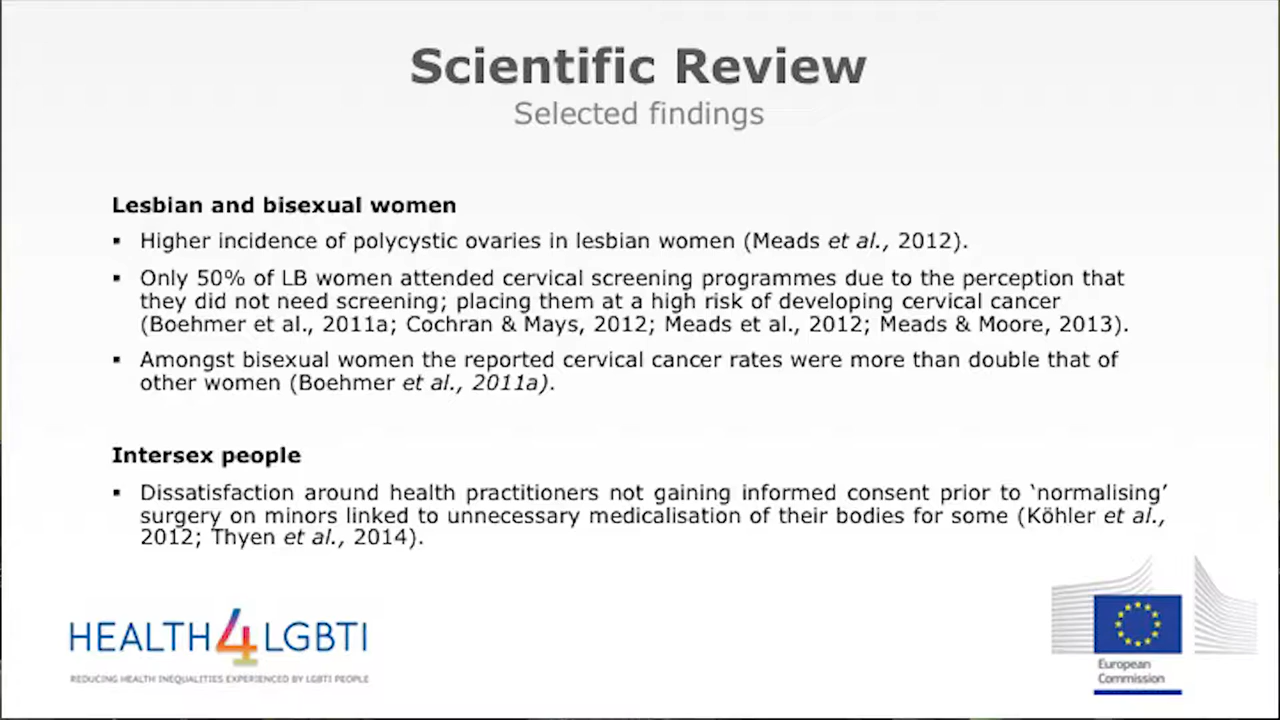 Scientific Review
Selected findings
Lesbian and bisexual women
▪ Higher incidence of polycystic ovaries in lesbian women (Meads et al., 2012).
▪ Only 50% of LB women attended cervical screening programmes due to the perception that
they did not need screening; placing them at a high risk of developing cervical cancer
(Boehmer et al., 2011a; Cochran & Mays, 2012; Meads et al., 2012; Meads & Moore, 2013).
▪ Amongst bisexual women the reported cervical cancer rates were more than double that of
other women (Boehmer et al., 2011a).
Intersex people
▪ Dissatisfaction around health practitioners not gaining informed consent prior to ‘normalising’
surgery on minors linked to unnecessary medicalisation of their bodies for some (Köhler et al.,
2012; Thyen et al., 2014).
HEALTH4LGBTI
REDUCING HEALTH INEQUALITIES EXPERIENCED BY LGBTI PEOPLE
European
Commission